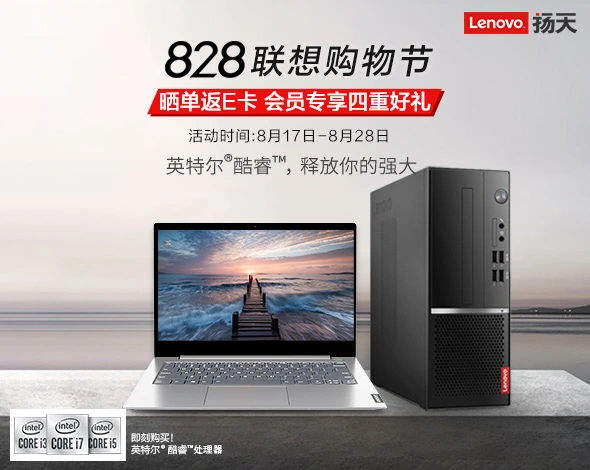 Lenovo. 扬天
828 联想购物节
晒单返E卡 会员专享四重好礼
活动时间:8月17日-8月28日
英特尔®酷睿™,释放你的强大
Lenovo
Lenovo
intel intel intel
CORE i3 CORE i7 CORE i5
即刻购买!
英特尔®酷睿™处理器